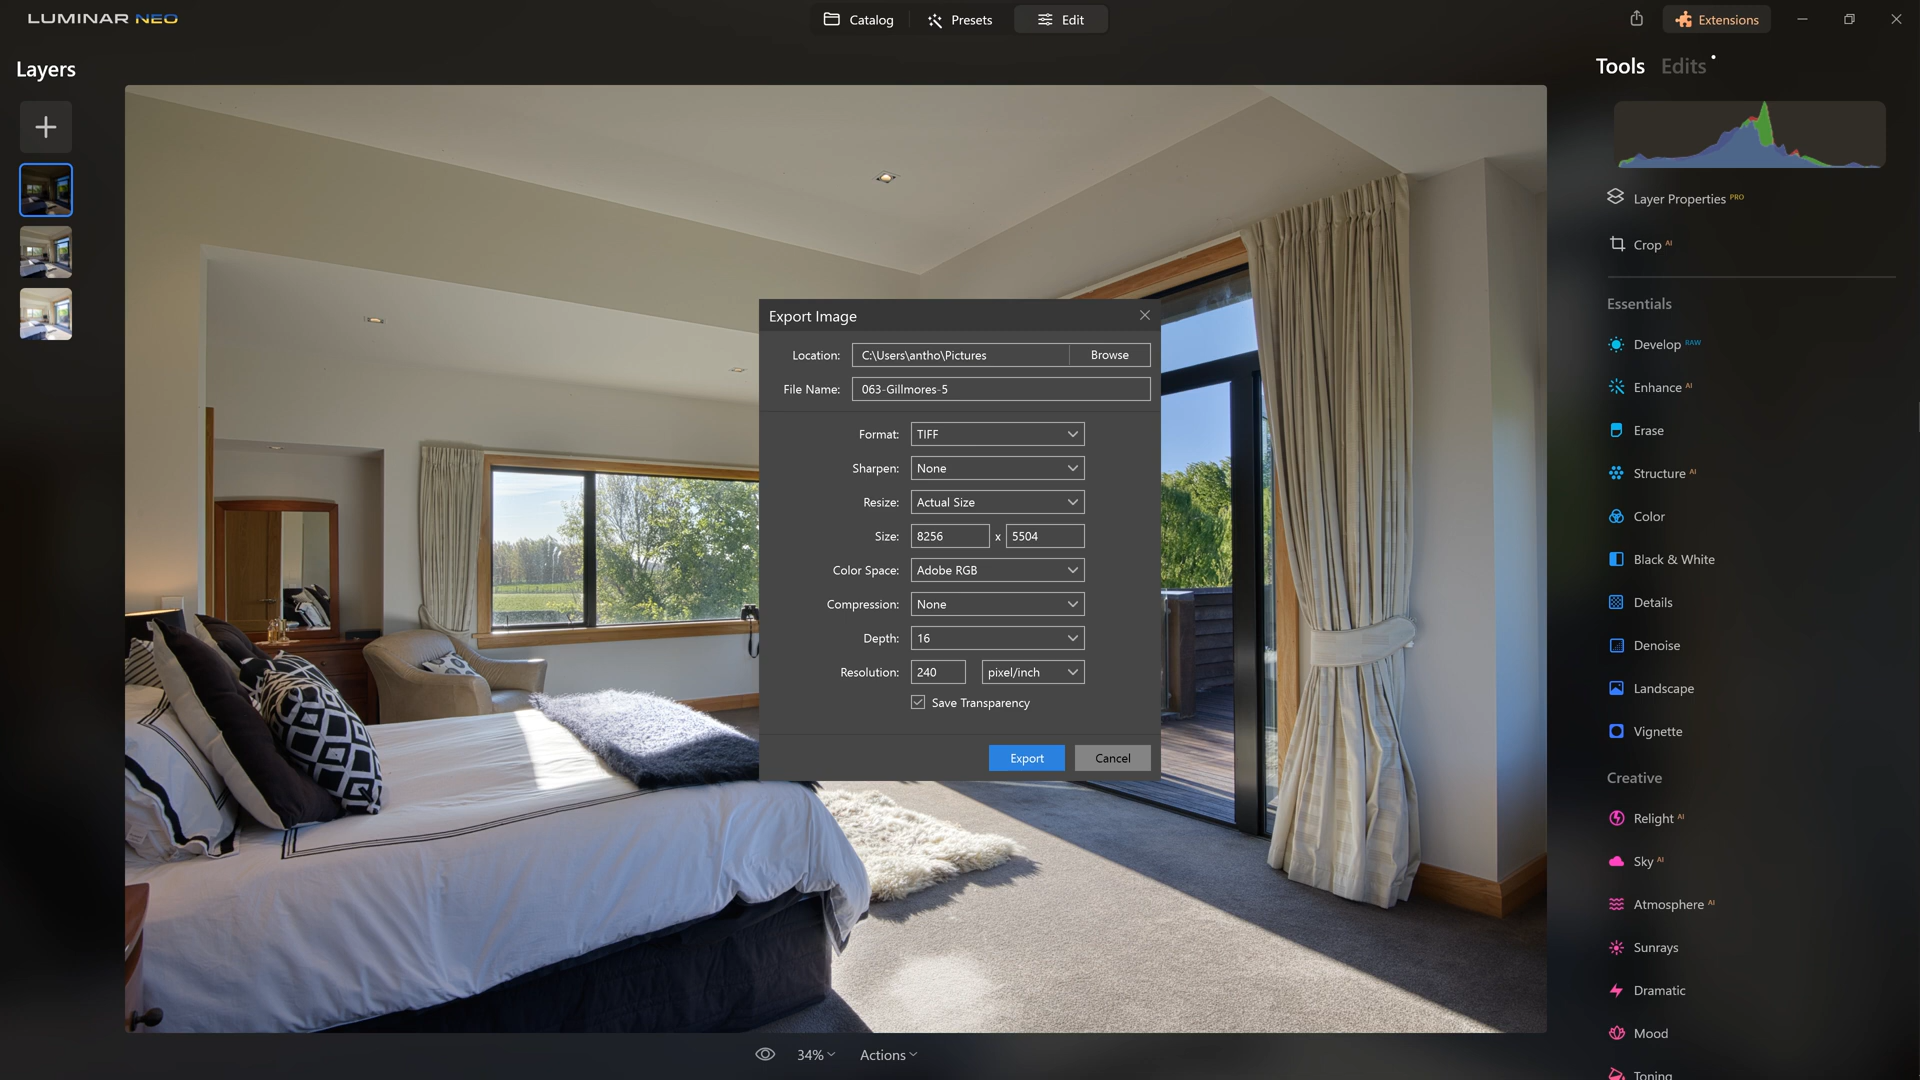 LUMINAR NEO
Catalog
Presets
Edit
Extensions
Layers
Tools Edits
Layer Properties PRO
Crop AI
Essentials
Develop RAW
Enhance AI
Erase
Structure AI
Color
Black & White
Details
Denoise
Landscape
Vignette
Creative
Relight AI
Sky AI
Atmosphere AI
Sunrays
Dramatic
Mood
Toning
Export Image
Location: C:\Users\antho\Pictures Browse
File Name: 063-Gillmores-5
Format: TIFF
Sharpen: None
Resize: Actual Size
Size: 8256 x 5504
Color Space: Adobe RGB
Compression: None
Depth: 16
Resolution: 240 pixel/inch
Save Transparency
Export Cancel
34% Actions